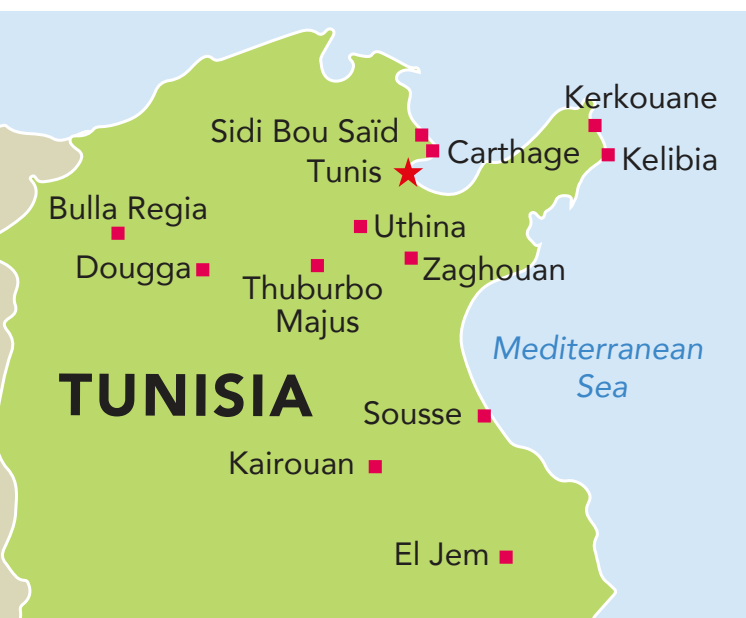 Kerkouane
Sidi Bou Saïd
Carthage
Kelibia
Tunis
Bulla Regia
Uthina
Dougga
Zaghouan
Thuburbo
Majus
Mediterranean
Sea
TUNISIA
Sousse
Kairouan
El Jem